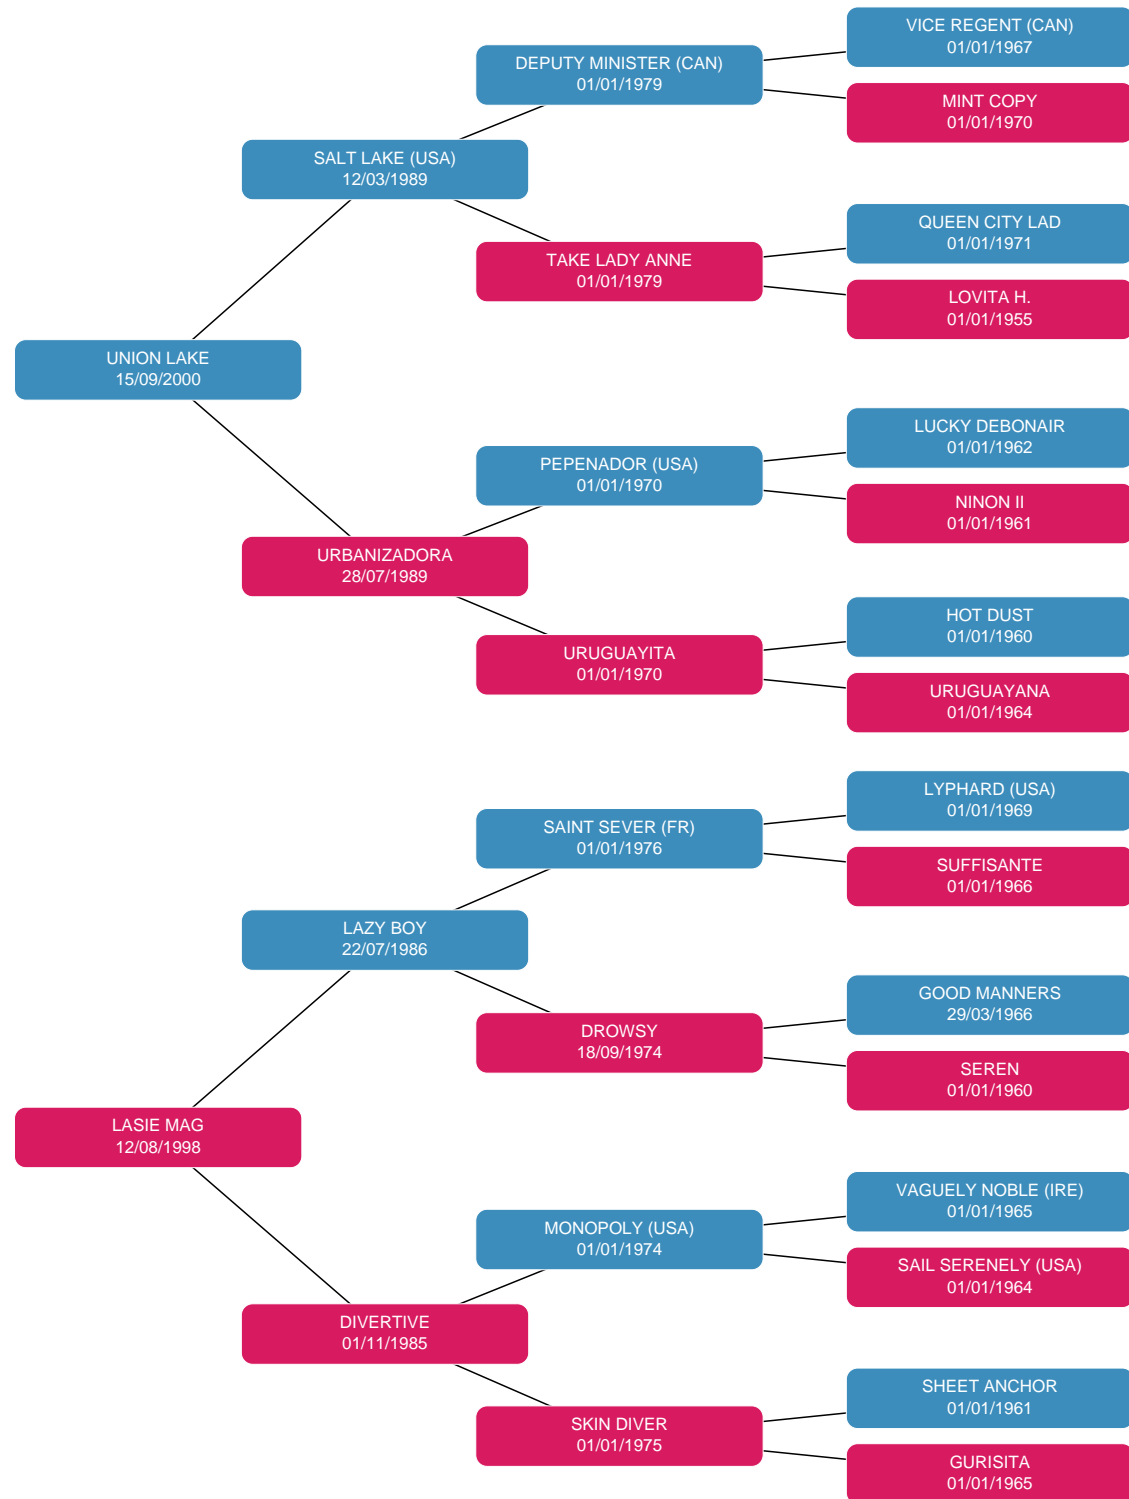 VICE REGENT (CAN)
01/01/1967
DEPUTY MINISTER (CAN)
01/01/1979
MINT COPY
01/01/1970
SALT LAKE (USA)
12/03/1989
QUEEN CITY LAD
01/01/1971
TAKE LADY ANNE
01/01/1979
LOVITA H.
01/01/1955
UNION LAKE
15/09/2000
LUCKY DEBONAIR
01/01/1962
PEPENADOR (USA)
01/01/1970
NINON II
01/01/1961
URBANIZADORA
28/07/1989
HOT DUST
01/01/1960
URUGUAYITA
01/01/1970
URUGUAYANA
01/01/1964
LYPHARD (USA)
01/01/1969
SAINT SEVER (FR)
01/01/1976
SUFFISANTE
01/01/1966
LAZY BOY
22/07/1986
GOOD MANNERS
29/03/1966
DROWSY
18/09/1974
SEREN
01/01/1960
LASIE MAG
12/08/1998
VAGUELY NOBLE (IRE)
01/01/1965
MONOPOLY (USA)
01/01/1974
SAIL SERENELY (USA)
01/01/1964
DIVERTIVE
01/11/1985
SHEET ANCHOR
01/01/1961
SKIN DIVER
01/01/1975
GURISITA
01/01/1965